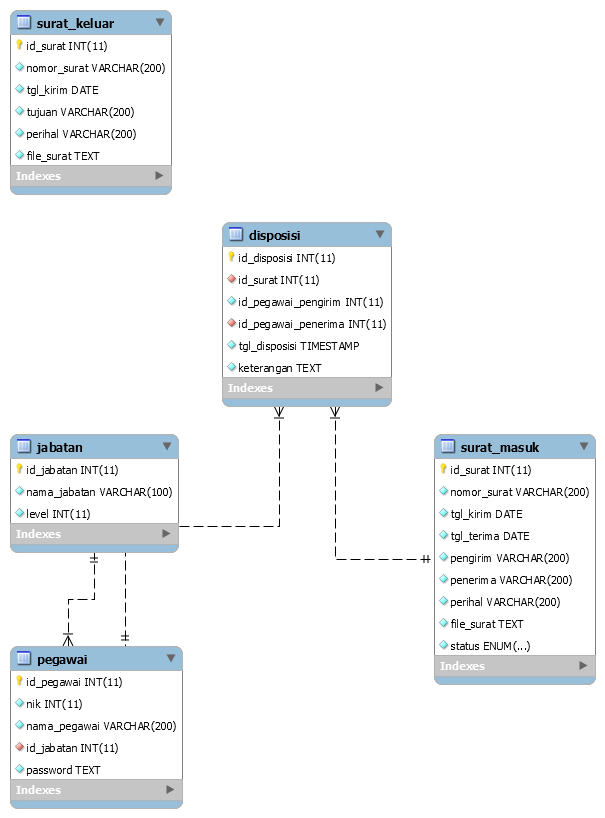 surat_keluar
id_surat INT(11)
nomor_surat VARCHAR(200)
tgl_kirim DATE
tujuan VARCHAR(200)
perihal VARCHAR(200)
file_surat TEXT
Indexes
disposisi
id_disposisi INT(11)
id_surat INT(11)
id_pegawai_pengirim INT(11)
id_pegawai_penerima INT(11)
tgl_disposisi TIMESTAMP
keterangan TEXT
Indexes
jabatan
id_jabatan INT(11)
nama_jabatan VARCHAR(100)
level INT(11)
Indexes
surat_masuk
id_surat INT(11)
nomor_surat VARCHAR(200)
tgl_kirim DATE
tgl_terima DATE
pengirim VARCHAR(200)
penerima VARCHAR(200)
perihal VARCHAR(200)
file_surat TEXT
status ENUM(...)
Indexes
pegawai
id_pegawai INT(11)
nik INT(11)
nama_pegawai VARCHAR(200)
id_jabatan INT(11)
password TEXT
Indexes